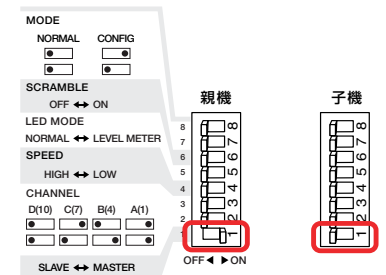 MODE
NORMAL CONFIG
SCRAMBLE
OFF ↔ ON
LED MODE
NORMAL ↔ LEVEL METER
SPEED
HIGH ↔ LOW
CHANNEL
D(10) C(7) B(4) A(1)
SLAVE ↔ MASTER
親機
8 8
7 7
6 6
5 5
4 4
3 3
2 2
1 1
OFF◀ ▶ON
子機
8
7
6
5
4
3
2
1